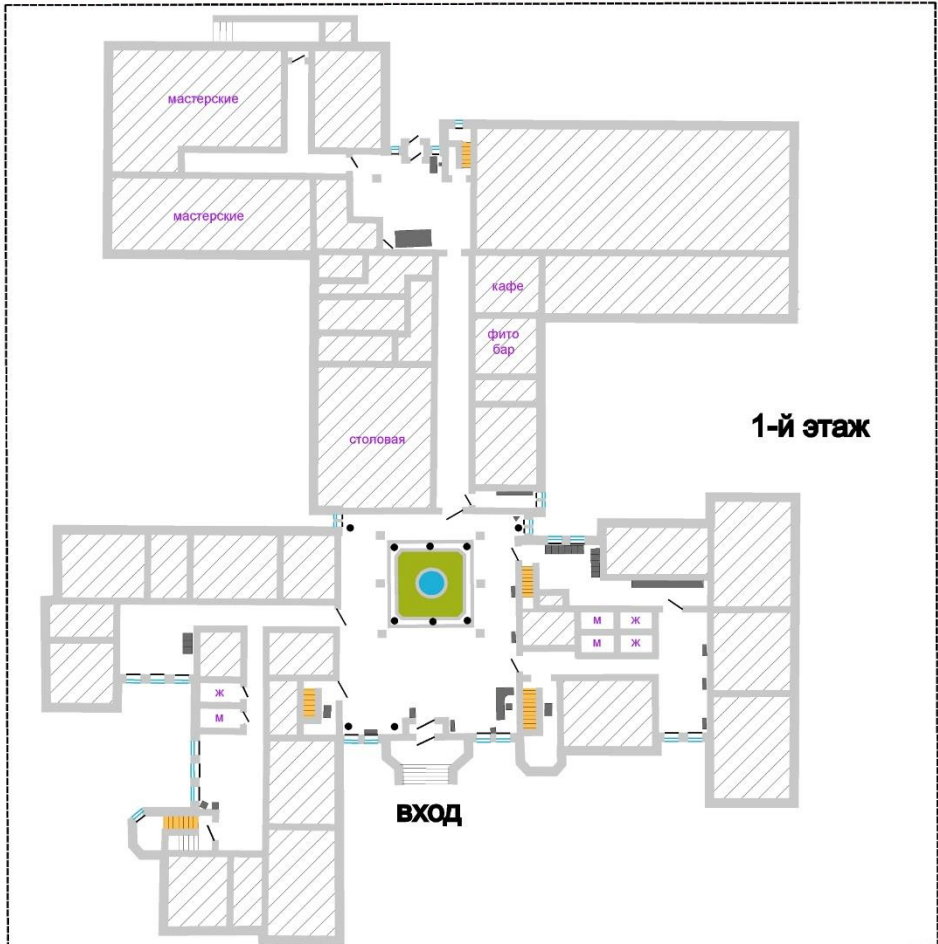 мастерские
мастерские
кафе
фито
бар
столовая
1-й этаж
м ж
м ж
ж
м
вход